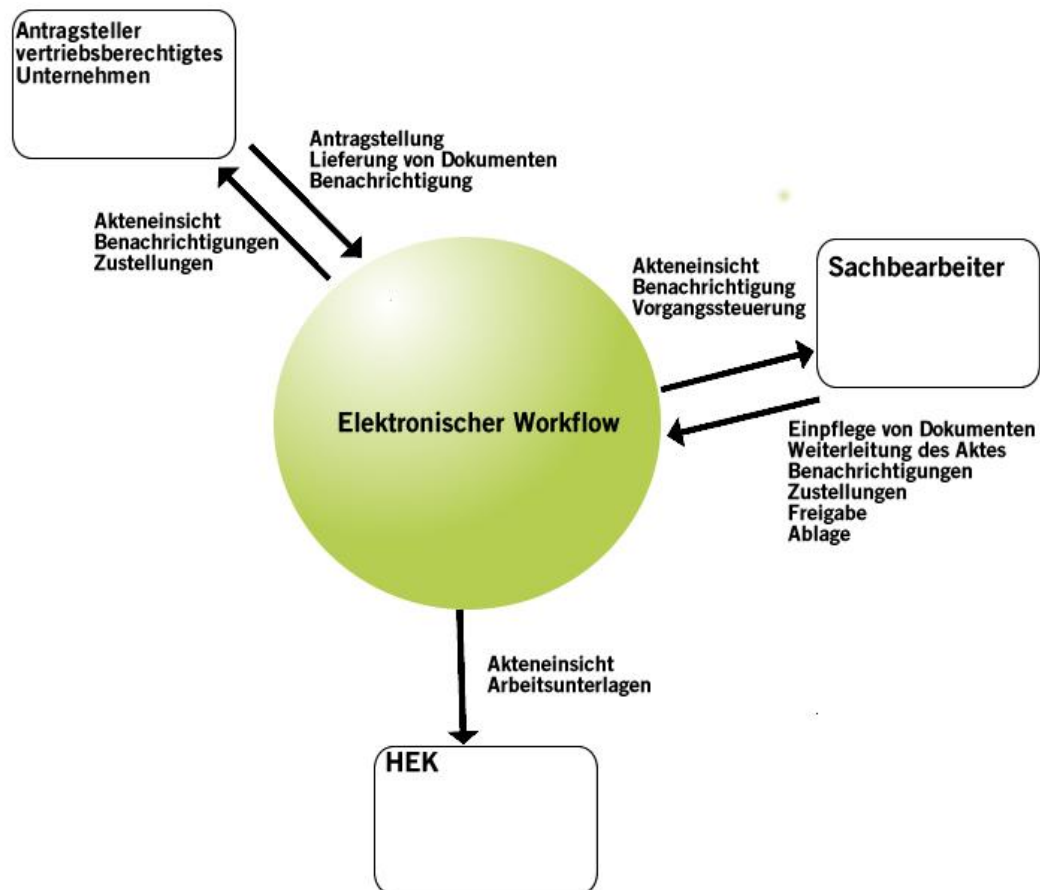 Antragsteller
vertriebsberechtigtes
Unternehmen
Antragstellung
Lieferung von Dokumenten
Benachrichtigung
Akteneinsicht
Benachrichtigungen
Zustellungen
Akteneinsicht
Benachrichtigung
Vorgangssteuerung
Sachbearbeiter
Elektronischer Workflow
Einpflege von Dokumenten
Weiterleitung des Aktes
Benachrichtigungen
Zustellungen
Freigabe
Ablage
Akteneinsicht
Arbeitsunterlagen
HEK